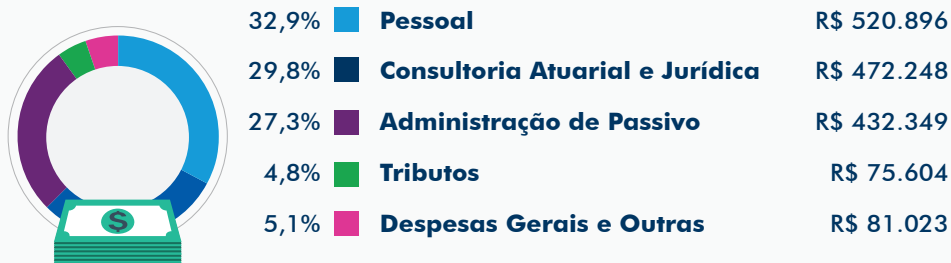 32,9% Pessoal R$ 520.896
29,8% Consultoria Atuarial e Jurídica R$ 472.248
27,3% Administração de Passivo R$ 432.349
4,8% Tributos R$ 75.604
5,1% Despesas Gerais e Outras R$ 81.023
$